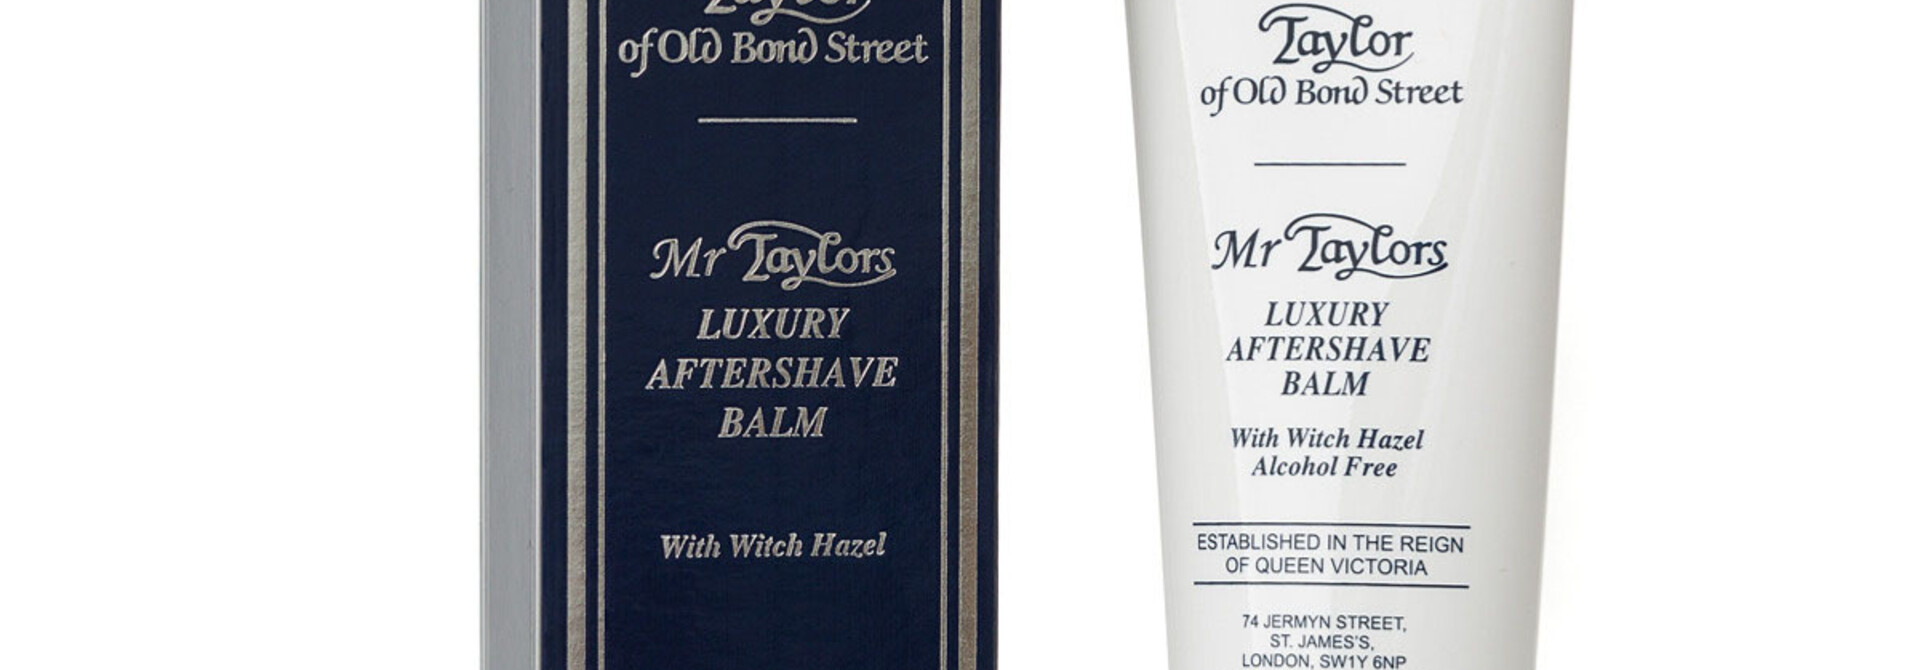 Taylor
of Old Bond Street
Mr Taylors
LUXURY
AFTERSHAVE
BALM
With Witch Hazel
Taylor
of Old Bond Street
Mr Taylors
LUXURY
AFTERSHAVE
BALM
With Witch Hazel
Alcohol Free
ESTABLISHED IN THE REIGN
OF QUEEN VICTORIA
74 JERMYN STREET,
ST. JAMES'S,
LONDON, SW1Y 6NP